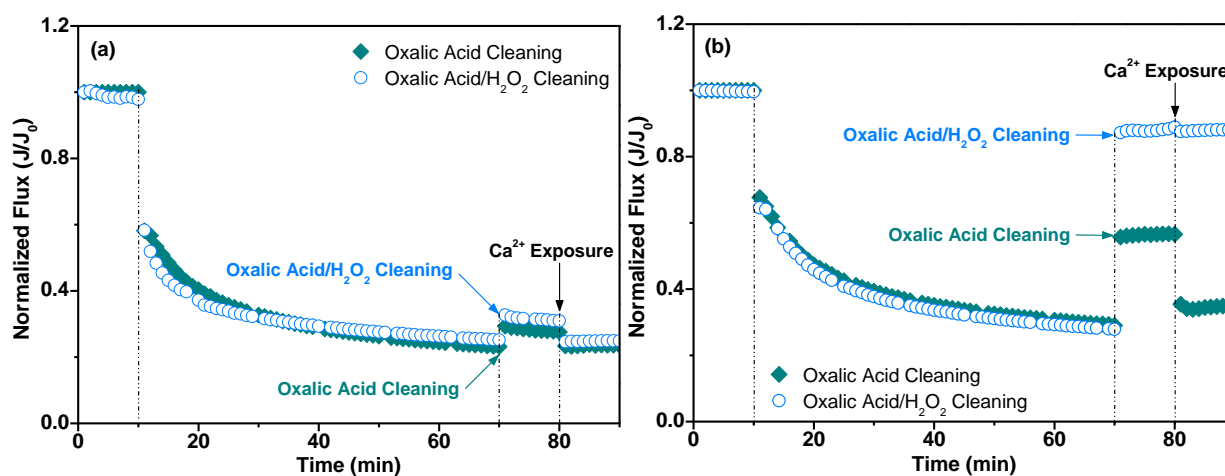 (a)
Oxalic Acid Cleaning
Oxalic Acid/H₂O₂ Cleaning
Oxalic Acid/H₂O₂ Cleaning
Ca²⁺ Exposure
Oxalic Acid Cleaning
1.2
0.8
0.4
0.0
Normalized Flux (J/J₀)
0
20
40
60
80
Time (min)
(b)
Ca²⁺ Exposure
Oxalic Acid/H₂O₂ Cleaning
Oxalic Acid Cleaning
Oxalic Acid Cleaning
Oxalic Acid/H₂O₂ Cleaning
1.2
0.8
0.4
0.0
Normalized Flux (J/J₀)
0
20
40
60
80
Time (min)